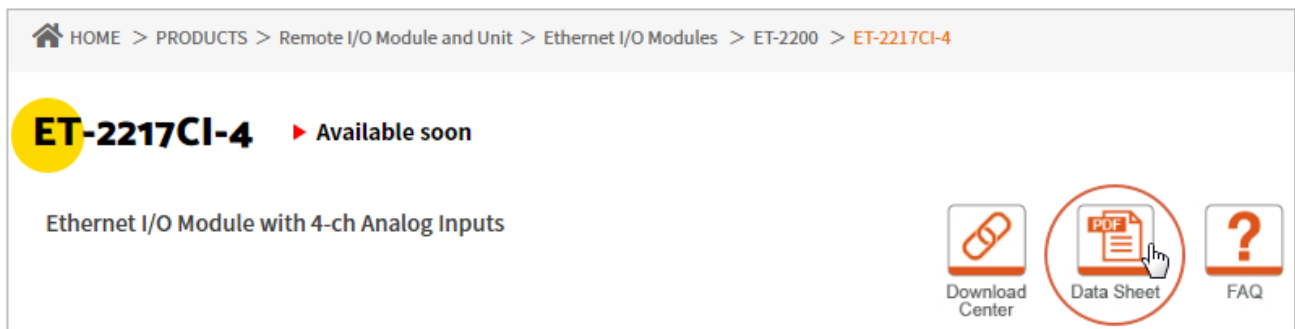 HOME > PRODUCTS > Remote I/O Module and Unit > Ethernet I/O Modules > ET-2200 > ET-2217CI-4
ET-2217CI-4 Available soon
Ethernet I/O Module with 4-ch Analog Inputs
PDF
?
Download Center
Data Sheet
FAQ